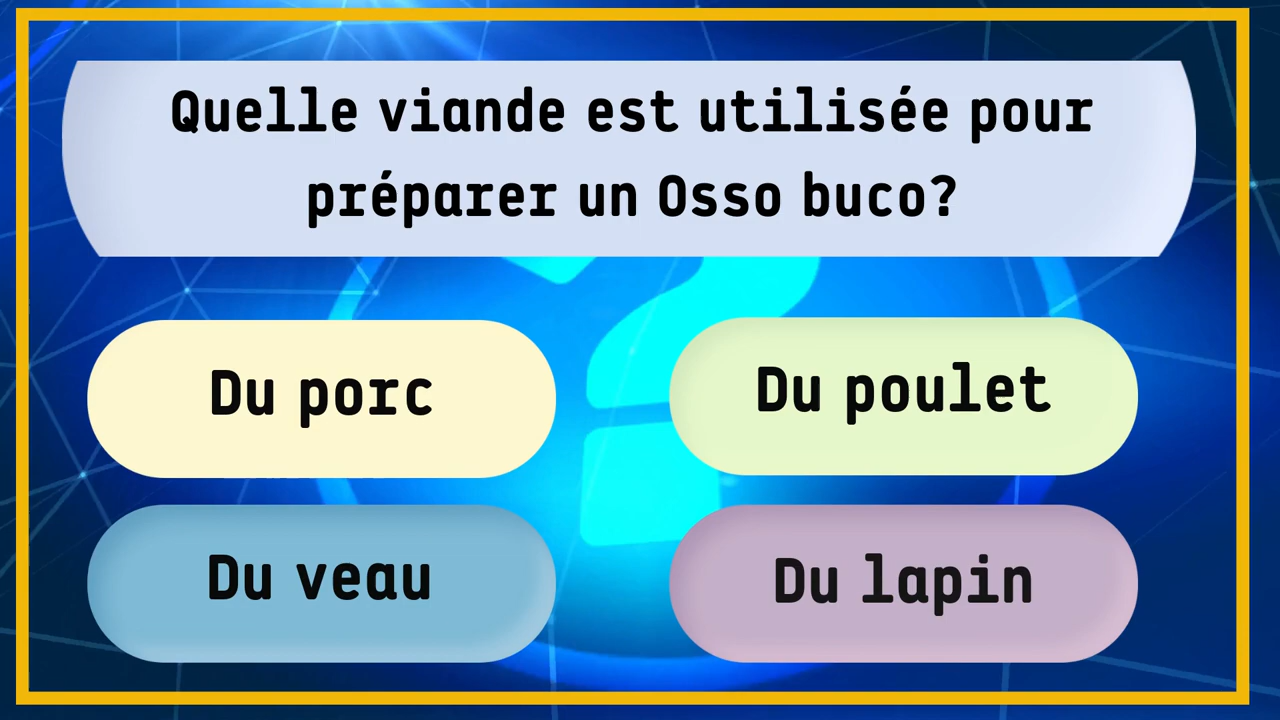 Quelle viande est utilisée pour
préparer un Osso buco?
Du porc
Du poulet
Du veau
Du lapin